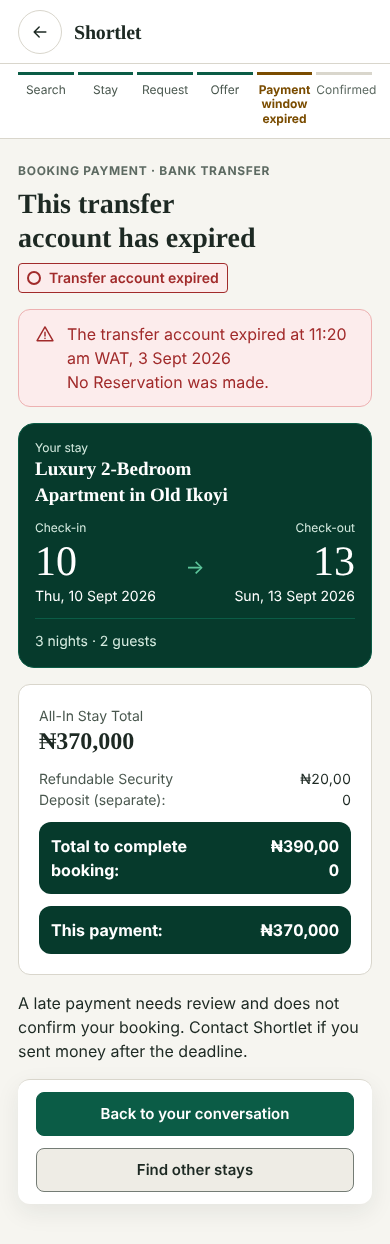 Shortlet
Search
Stay
Request
Offer
Payment
window
expired
Confirmed
BOOKING PAYMENT · BANK TRANSFER
This transfer
account has expired
Transfer account expired
The transfer account expired at 11:20
am WAT, 3 Sept 2026
No Reservation was made.
Your stay
Luxury 2-Bedroom
Apartment in Old Ikoyi
Check-in
Check-out
10
→
13
Thu, 10 Sept 2026
Sun, 13 Sept 2026
3 nights · 2 guests
All-In Stay Total
₦370,000
Refundable Security ₦20,00
Deposit (separate): 0
Total to complete ₦390,00
booking: 0
This payment: ₦370,000
A late payment needs review and does not
confirm your booking. Contact Shortlet if you
sent money after the deadline.
Back to your conversation
Find other stays